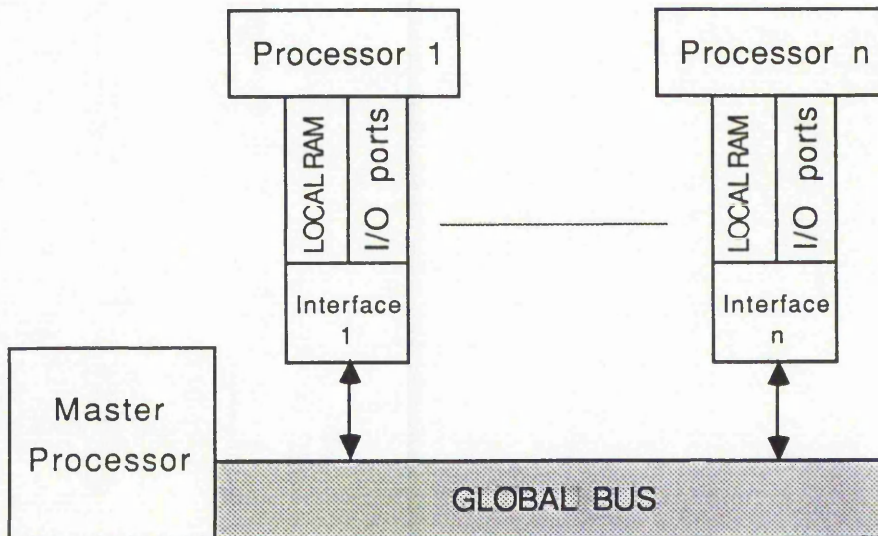 Processor 1
Processor n
LOCAL RAM
I/O ports
LOCAL RAM
I/O ports
Interface
1
Interface
n
Master
Processor
GLOBAL BUS